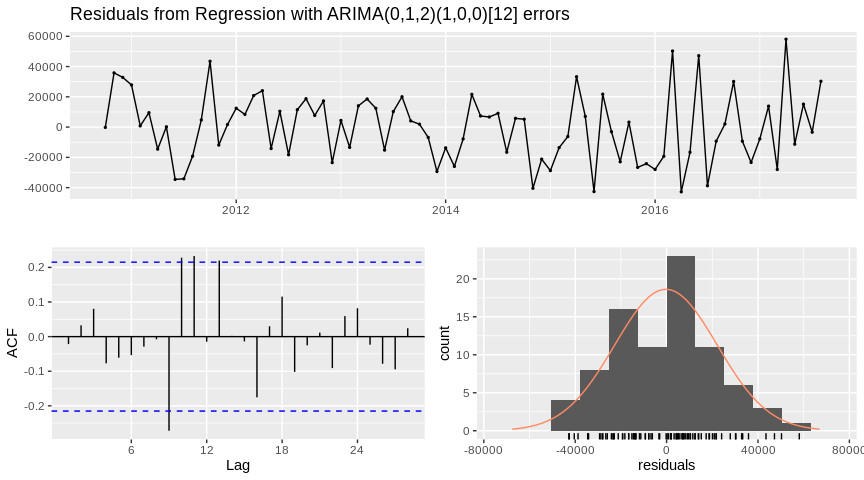 Residuals from Regression with ARIMA(0,1,2)(1,0,0)[12] errors
60000
40000
20000
0
-20000
-40000
2012 2014 2016
ACF
0.2
0.1
0.0
-0.1
-0.2
6 12 18 24
Lag
count
20
15
10
5
0
-80000 -40000 0 40000 80000
residuals